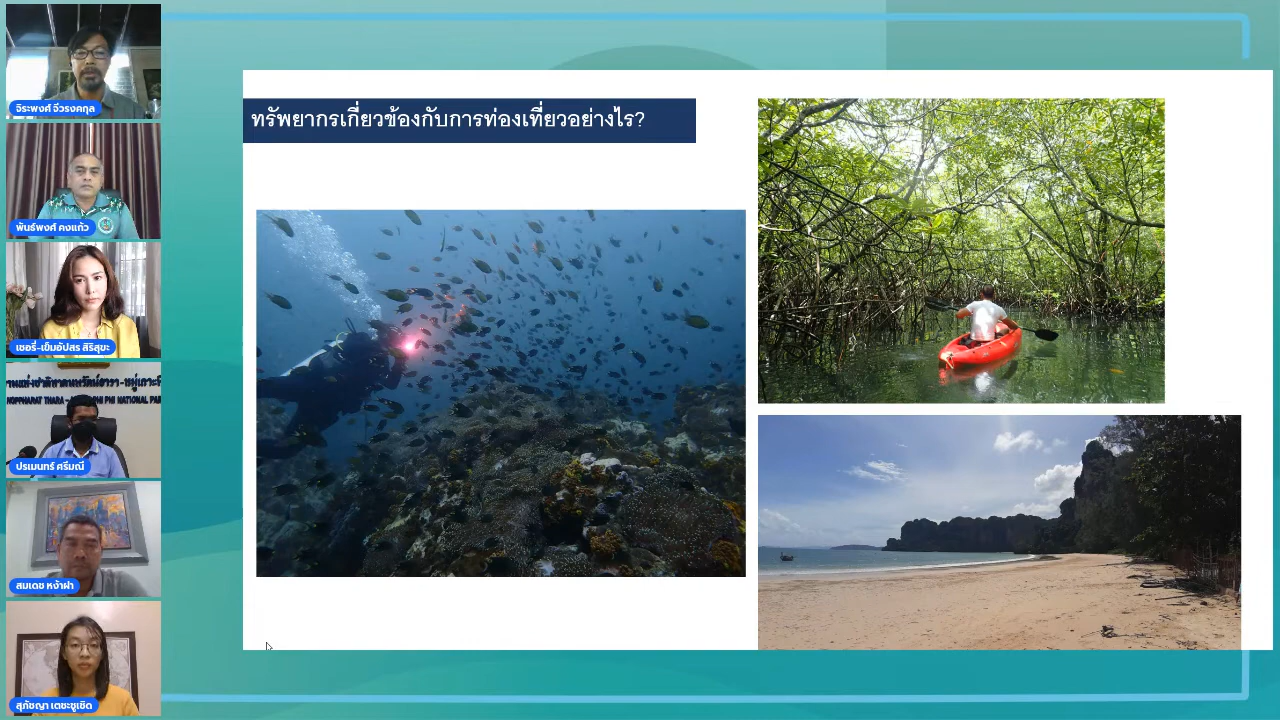 จิระพงศ์ จีวรงคกุล
พันธ์พงศ์ คงแก้ว
เชอรี่-เข็มอัปสร สิริสุขะ
ปรเมนทร์ ศรีมณี
สมเดช หง้าฝา
สุภัชญา เตชะชูเชิด
ทรัพยากรเกี่ยวข้องกับการท่องเที่ยวอย่างไร?